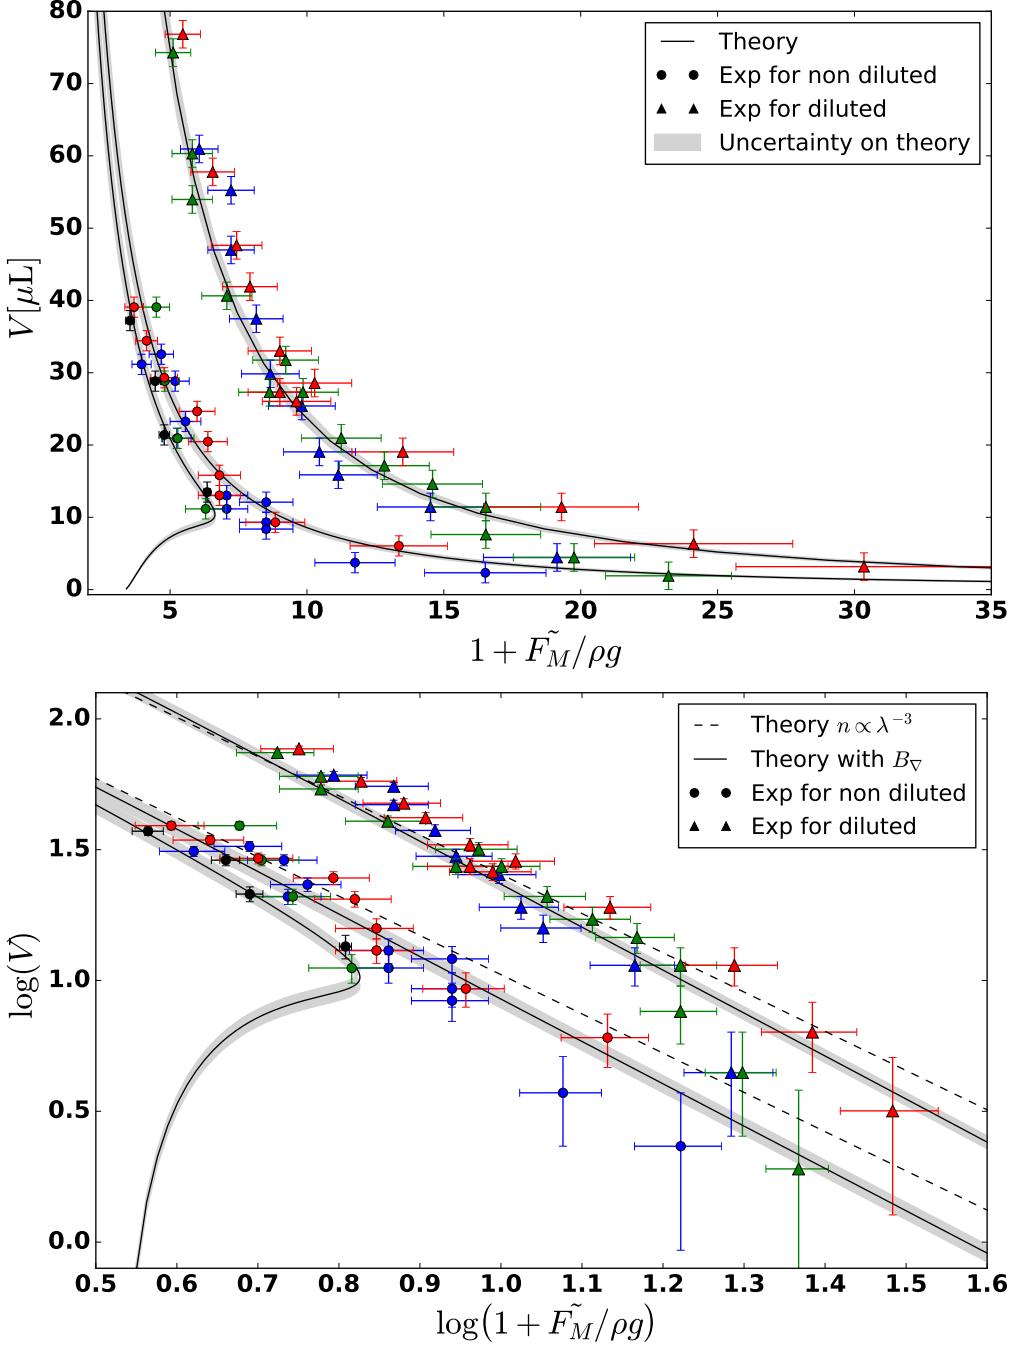 80
70
60
50
40
30
20
10
0
V[μL]
Theory
Exp for non diluted
Exp for diluted
Uncertainty on theory
5 10 15 20 25 30 35
1 + F̃_M/ρg
2.0
1.5
1.0
0.5
0.0
log(V)
Theory n ∝ λ⁻³
Theory with B_∇
Exp for non diluted
Exp for diluted
0.5 0.6 0.7 0.8 0.9 1.0 1.1 1.2 1.3 1.4 1.5 1.6
log(1 + F̃_M/ρg)